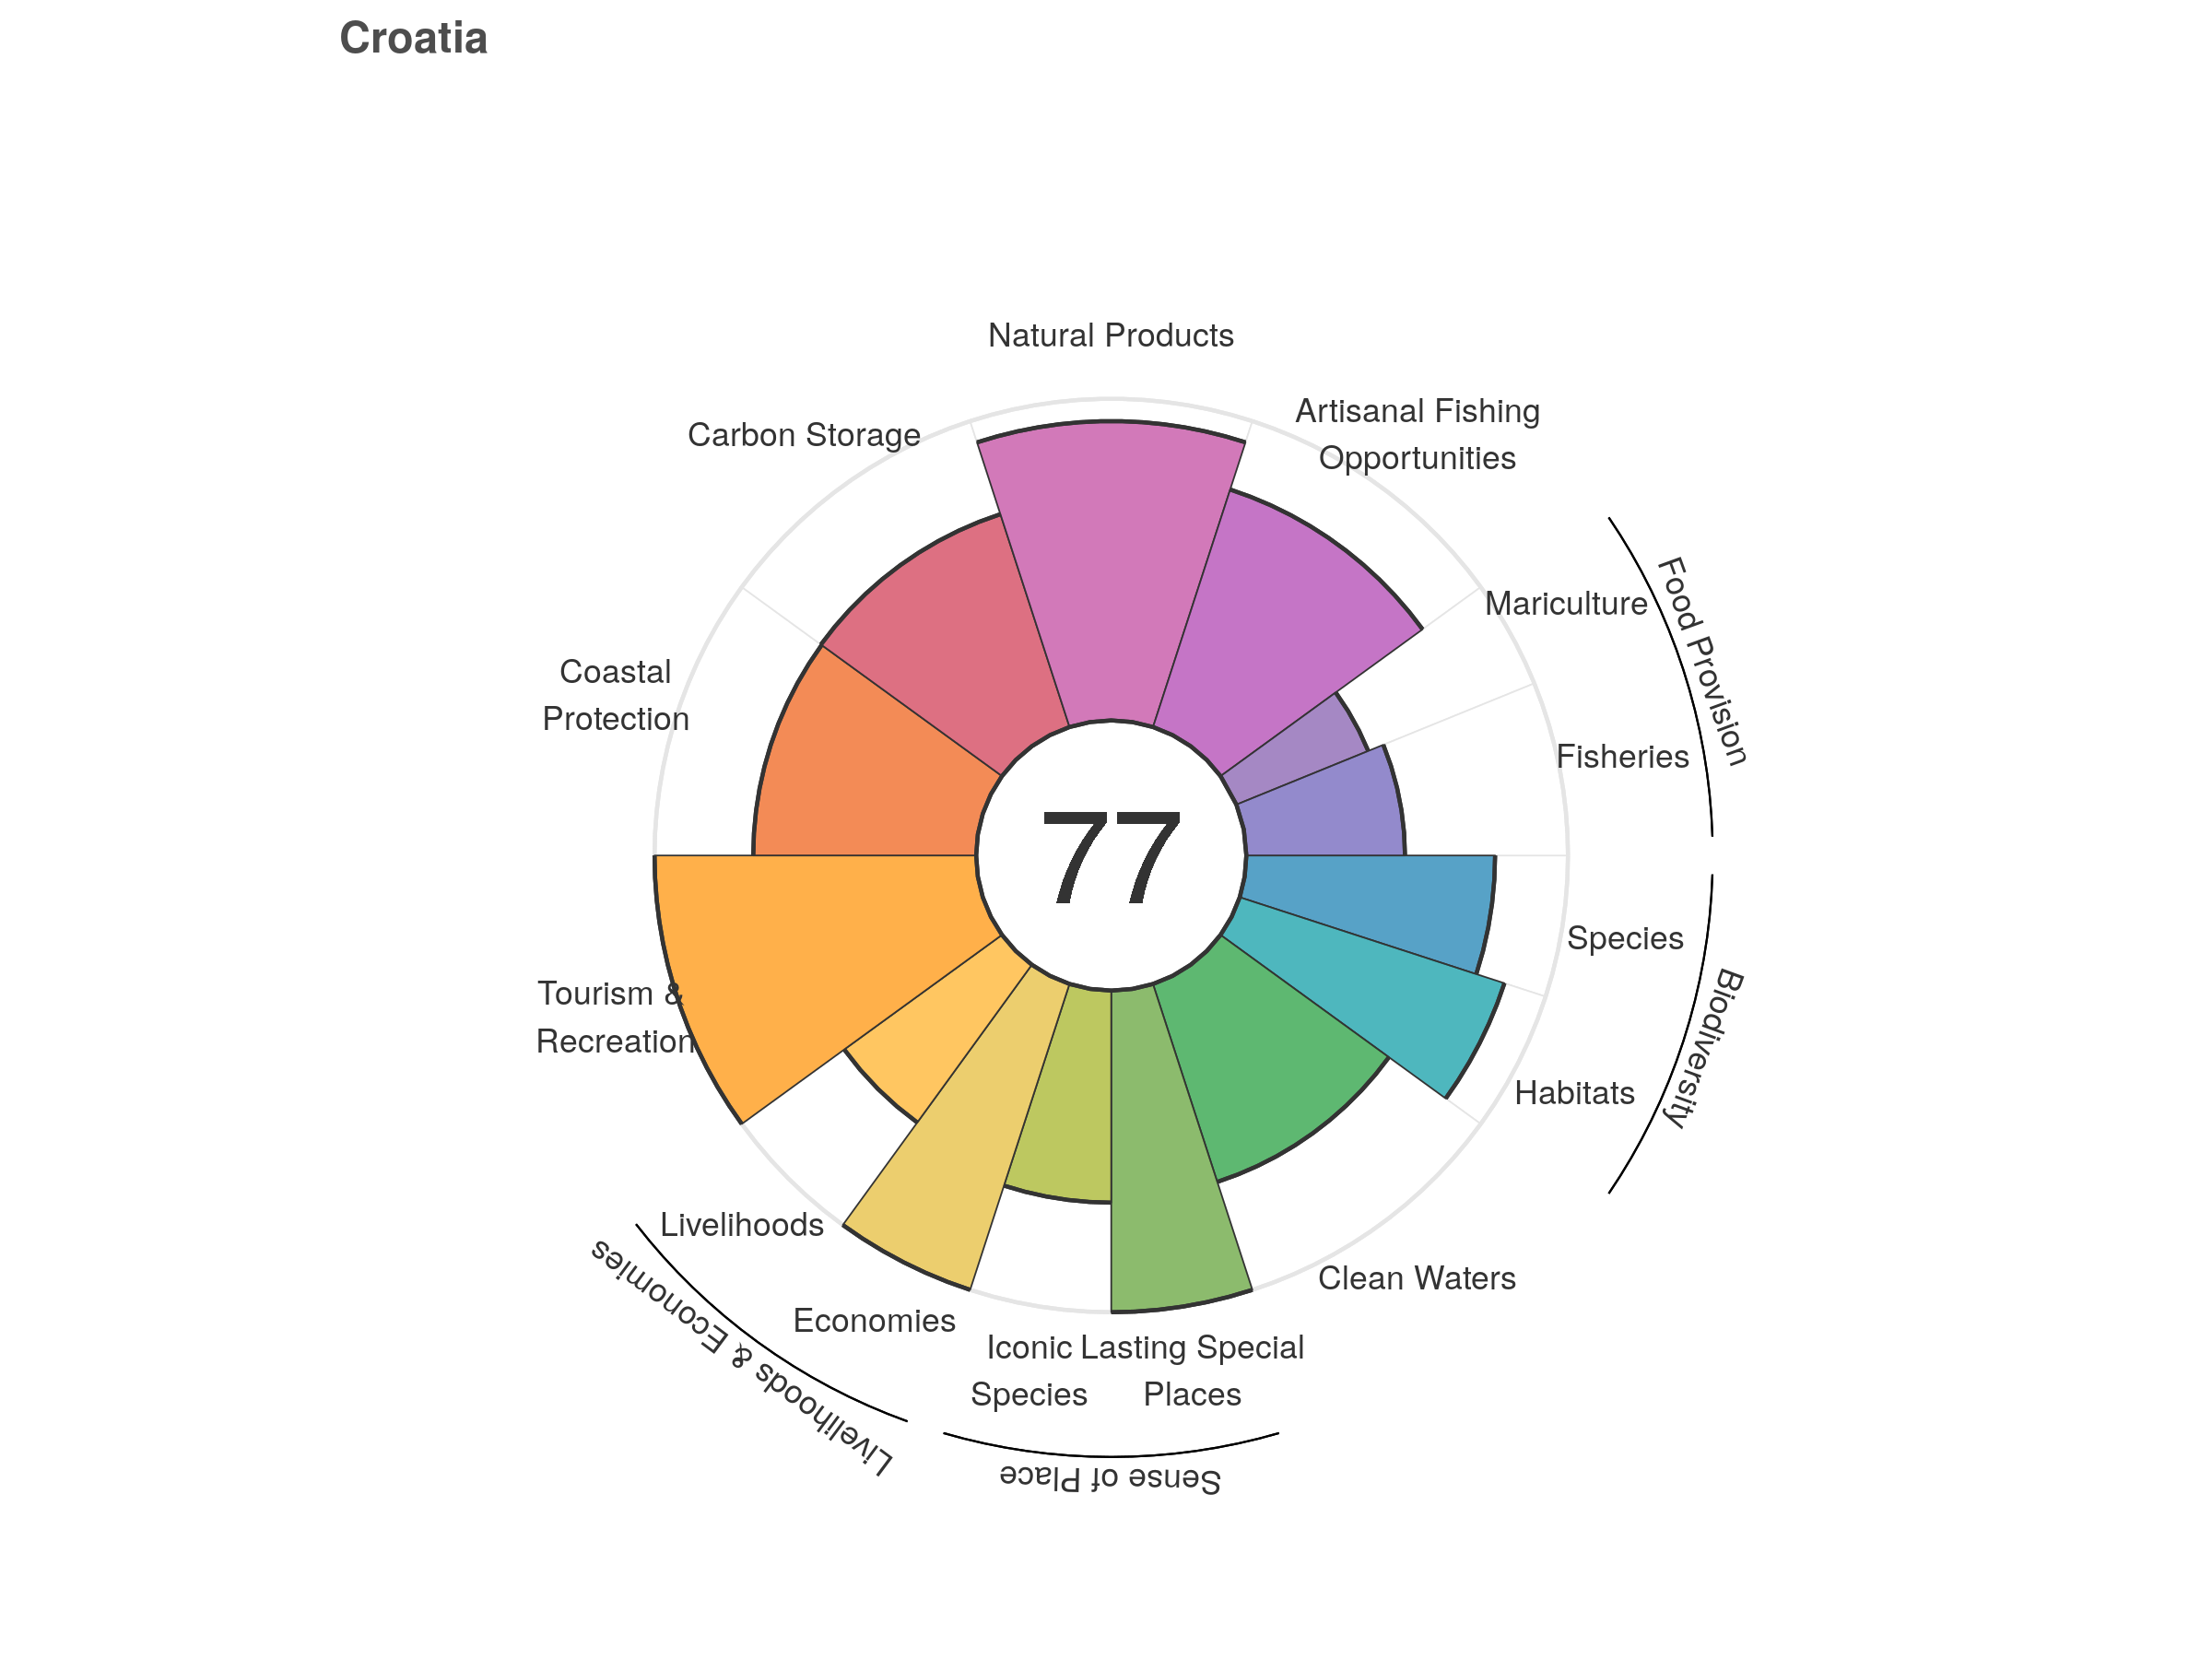 Croatia
Natural Products
Artisanal Fishing
Opportunities
Carbon Storage
Mariculture
Food Provision
Coastal
Protection
Fisheries
77
Species
Biodiversity
Tourism &
Recreation
Habitats
Livelihoods
Clean Waters
Economies
Livelihoods & Economies
Iconic
Species
Lasting Special
Places
Sense of Place